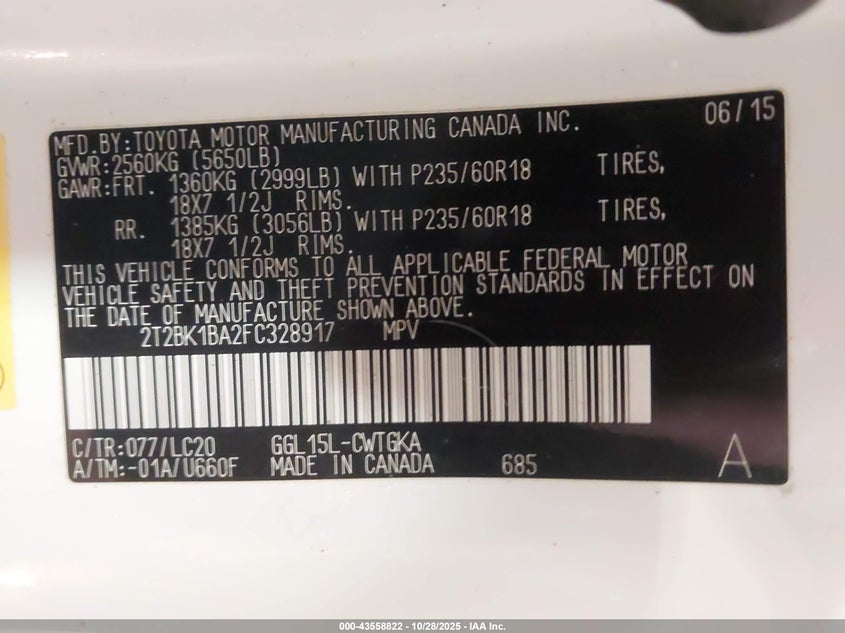 MFD.BY:TOYOTA MOTOR MANUFACTURING CANADA INC. 06/15
GVWR:2560KG (5650LB)
GAWR:FRT. 1360KG (2999LB) WITH P235/60R18 TIRES,
18X7 1/2J RIMS.
RR. 1385KG (3056LB) WITH P235/60R18 TIRES,
18X7 1/2J RIMS.
THIS VEHICLE CONFORMS TO ALL APPLICABLE FEDERAL MOTOR
VEHICLE SAFETY AND THEFT PREVENTION STANDARDS IN EFFECT ON
THE DATE OF MANUFACTURE SHOWN ABOVE.
2T2BK1BA2FC328917 MPV
C/TR:077/LC20 GGL15L-CWTGKA
A/TM:-01A/U660F MADE IN CANADA 685 A
000-43558822 - 10/28/2025 - IAA Inc.